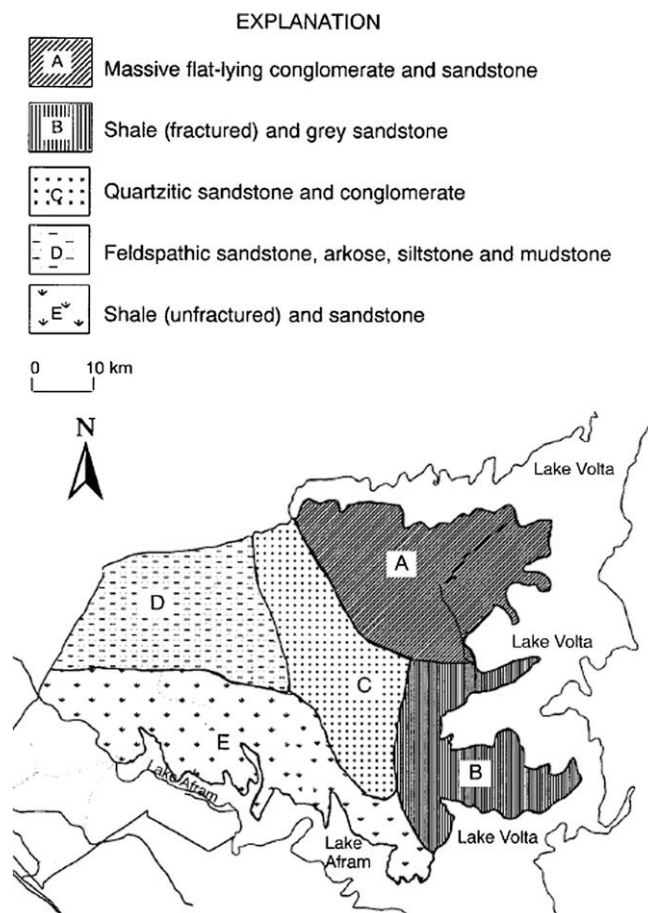 EXPLANATION
A Massive flat-lying conglomerate and sandstone
B Shale (fractured) and grey sandstone
C Quartzitic sandstone and conglomerate
D Feldspathic sandstone, arkose, siltstone and mudstone
E Shale (unfractured) and sandstone
0 10 km
N
Lake Volta
A
D
Lake Volta
C
E
Lake Afram
B
Lake Volta
Lake
Afram